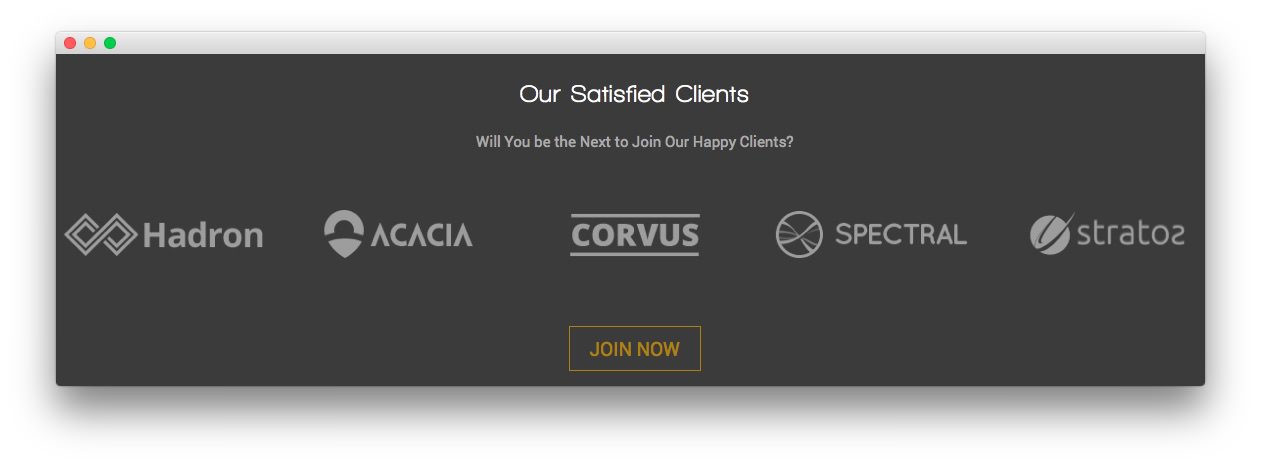 Our Satisfied Clients
Will You be the Next to Join Our Happy Clients?
Hadron ACACIA CORVUS SPECTRAL stratos
JOIN NOW